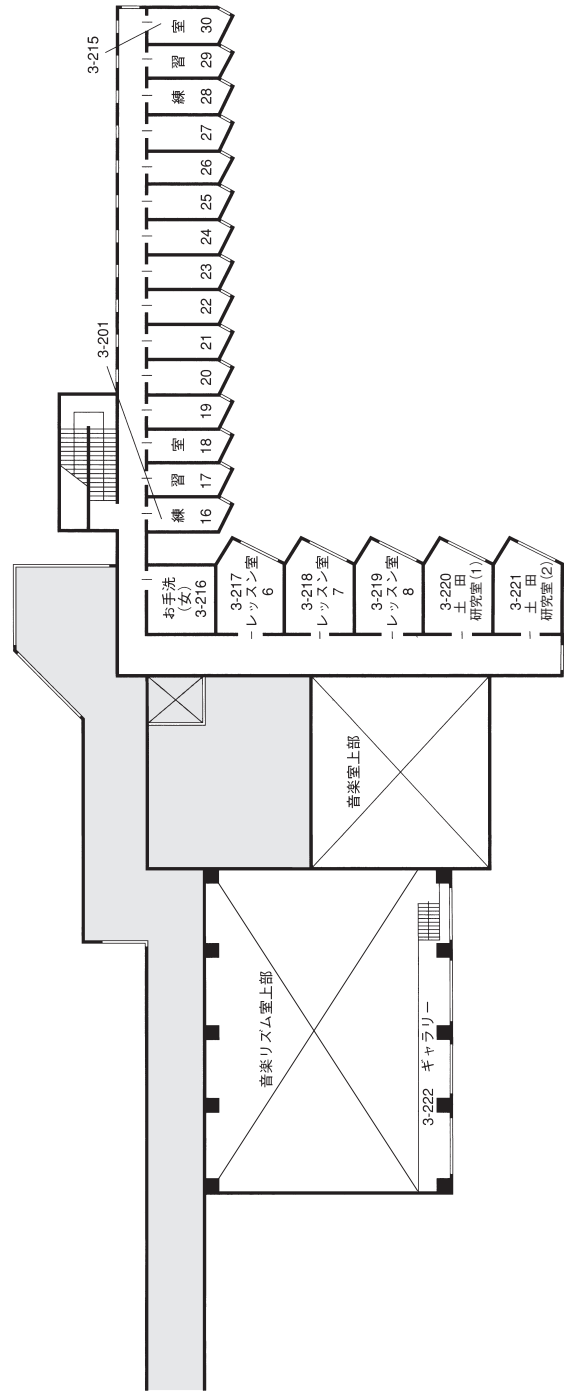 3-215
3-201
練習室
16
17
18
19
20
21
22
23
24
25
26
27
練習室
28
29
30
お手洗
(女)
3-216
3-217
レッスン室
6
3-218
レッスン室
7
3-219
レッスン室
8
3-220
土田
研究室(1)
3-221
土田
研究室(2)
音楽室上部
音楽リズム室上部
3-222 ギャラリー